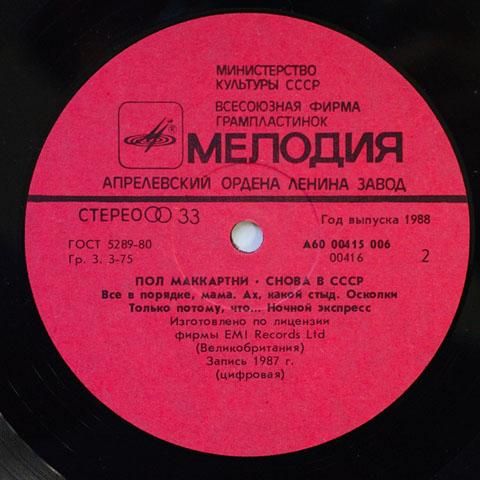 МИНИСТЕРСТВО
КУЛЬТУРЫ СССР
ВСЕСОЮЗНАЯ ФИРМА
ГРАМПЛАСТИНОК
МЕЛОДИЯ
АПРЕЛЕВСКИЙ ОРДЕНА ЛЕНИНА ЗАВОД
СТЕРЕО 33
Год выпуска 1988
ГОСТ 5289-80
А60 00415 006
Гр. 3. 3-75
00416
2
ПОЛ МАККАРТНИ • СНОВА В СССР
Все в порядке, мама. Ах, какой стыд. Осколки
Только потому, что... Ночной экспресс
Изготовлено по лицензии
фирмы EMI Records Ltd
(Великобритания)
Запись 1987 г.
(цифровая)